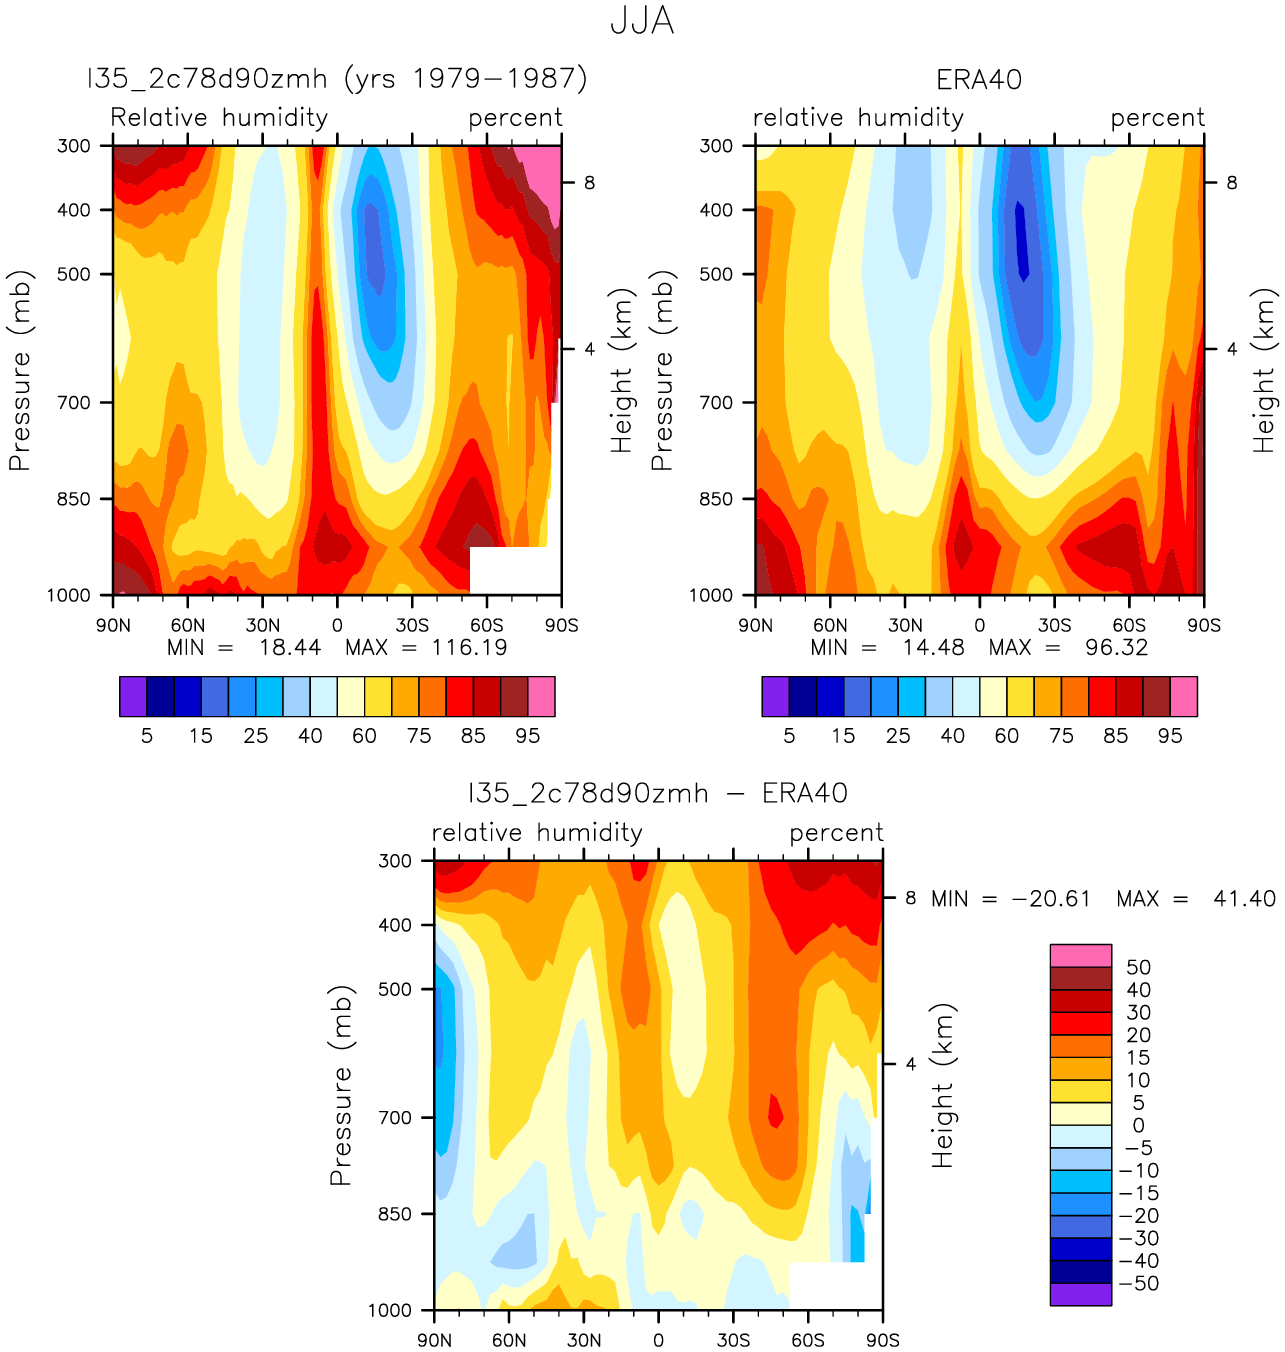 JJA
l35_2c78d90zmh (yrs 1979−1987)
Relative humidity percent
300
400
500
700
850
1000
Pressure (mb)
8
4
Height (km)
90N 60N 30N 0 30S 60S 90S
MIN = 18.44 MAX = 116.19
5 15 25 40 60 75 85 95
ERA40
relative humidity percent
300
400
500
700
850
1000
Pressure (mb)
8
4
Height (km)
90N 60N 30N 0 30S 60S 90S
MIN = 14.48 MAX = 96.32
5 15 25 40 60 75 85 95
l35_2c78d90zmh − ERA40
relative humidity percent
300
400
500
700
850
1000
Pressure (mb)
8
4
Height (km)
90N 60N 30N 0 30S 60S 90S
MIN = −20.61 MAX = 41.40
50
40
30
20
15
10
5
0
−5
−10
−15
−20
−30
−40
−50